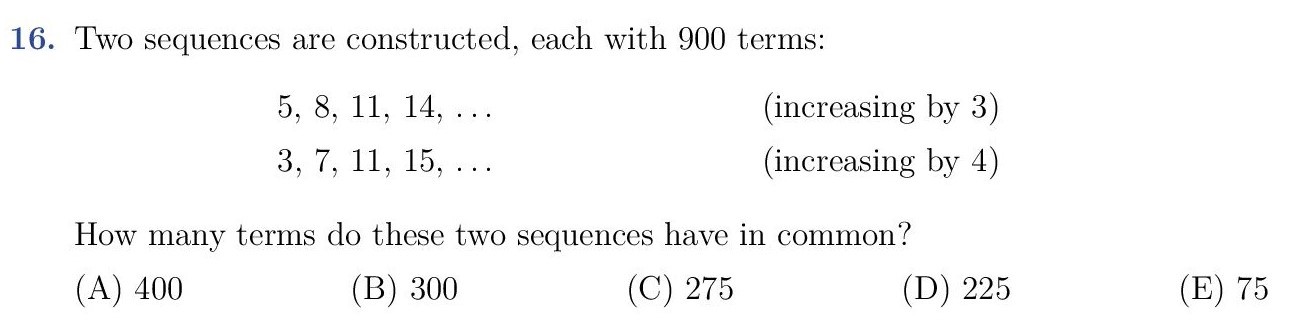 16. Two sequences are constructed, each with 900 terms:
5, 8, 11, 14, ... (increasing by 3)
3, 7, 11, 15, ... (increasing by 4)
How many terms do these two sequences have in common?
(A) 400 (B) 300 (C) 275 (D) 225 (E) 75